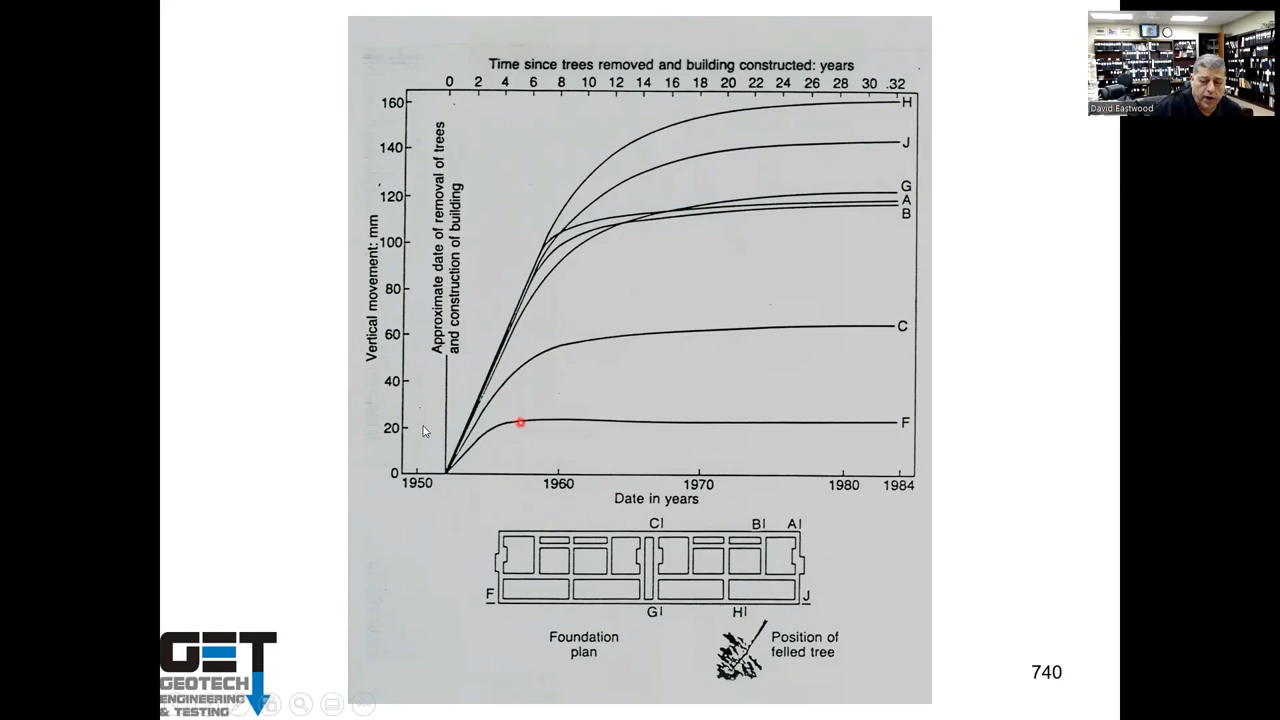 Time since trees removed and building constructed: years
0 2 4 6 8 10 12 14 16 18 20 22 24 26 28 30 .32
160
140
120
100
80
60
40
20
0
Vertical movement: mm
Approximate date of removal of trees
and construction of building
H
J
G
A
B
C
F
1950 1960 1970 1980 1984
Date in years
C B A
F J
G H
Foundation
plan
Position of
felled tree
GET
GEOTECH
ENGINEERING
& TESTING
740
David Eastwood